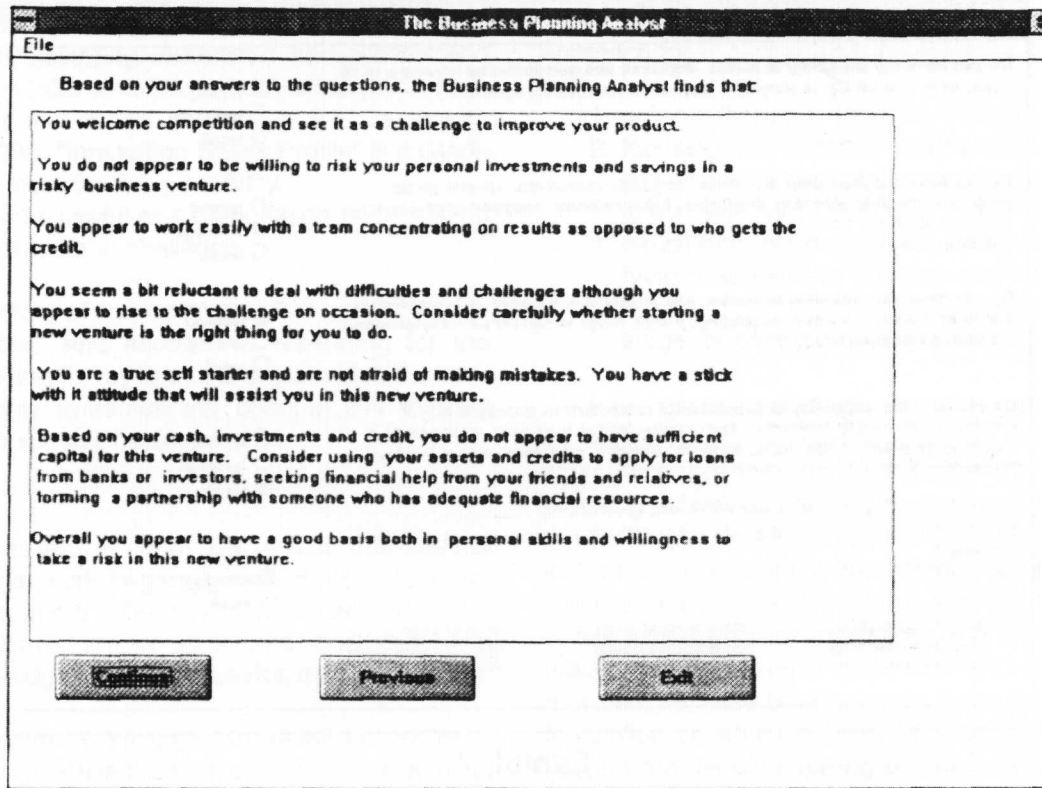 The Business Planning Analyst
File
Based on your answers to the questions, the Business Planning Analyst finds that:
You welcome competition and see it as a challenge to improve your product.
You do not appear to be willing to risk your personal investments and savings in a
risky business venture.
You appear to work easily with a team concentrating on results as opposed to who gets the
credit.
You seem a bit reluctant to deal with difficulties and challenges although you
appear to rise to the challenge on occasion. Consider carefully whether starting a
new venture is the right thing for you to do.
You are a true self starter and are not afraid of making mistakes. You have a stick
with it attitude that will assist you in this new venture.
Based on your cash, investments and credit, you do not appear to have sufficient
capital for this venture. Consider using your assets and credits to apply for loans
from banks or investors, seeking financial help from your friends and relatives, or
forming a partnership with someone who has adequate financial resources.
Overall you appear to have a good basis both in personal skills and willingness to
take a risk in this new venture.
Continue Previous Exit